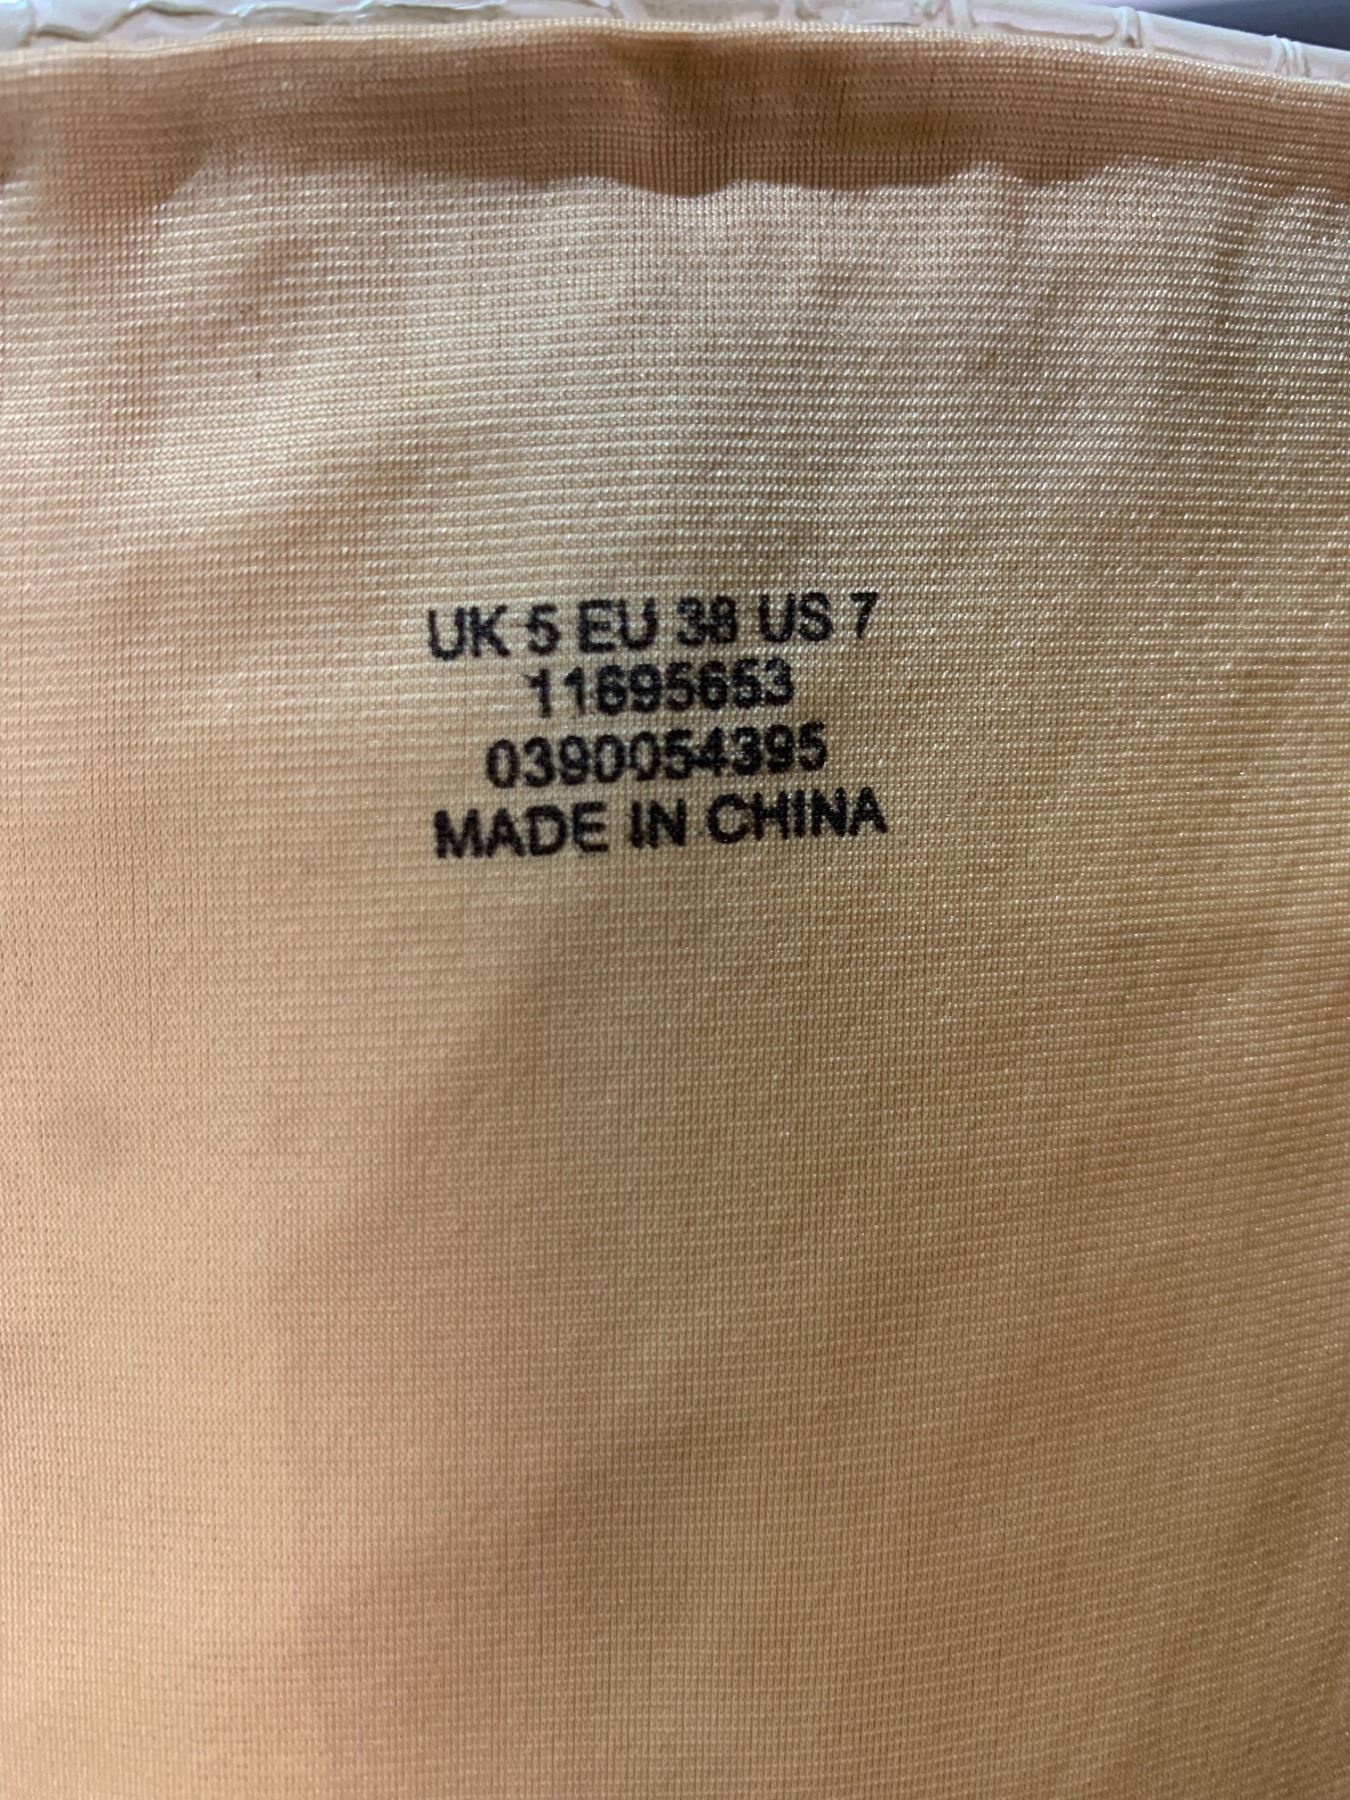 UK 5 EU 38 US 7
11695653
0390054395
MADE IN CHINA